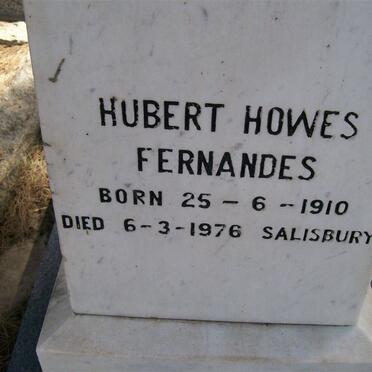 HUBERT HOWES
FERNANDES
BORN 25 - 6 - 1910
DIED 6-3-1976 SALISBURY